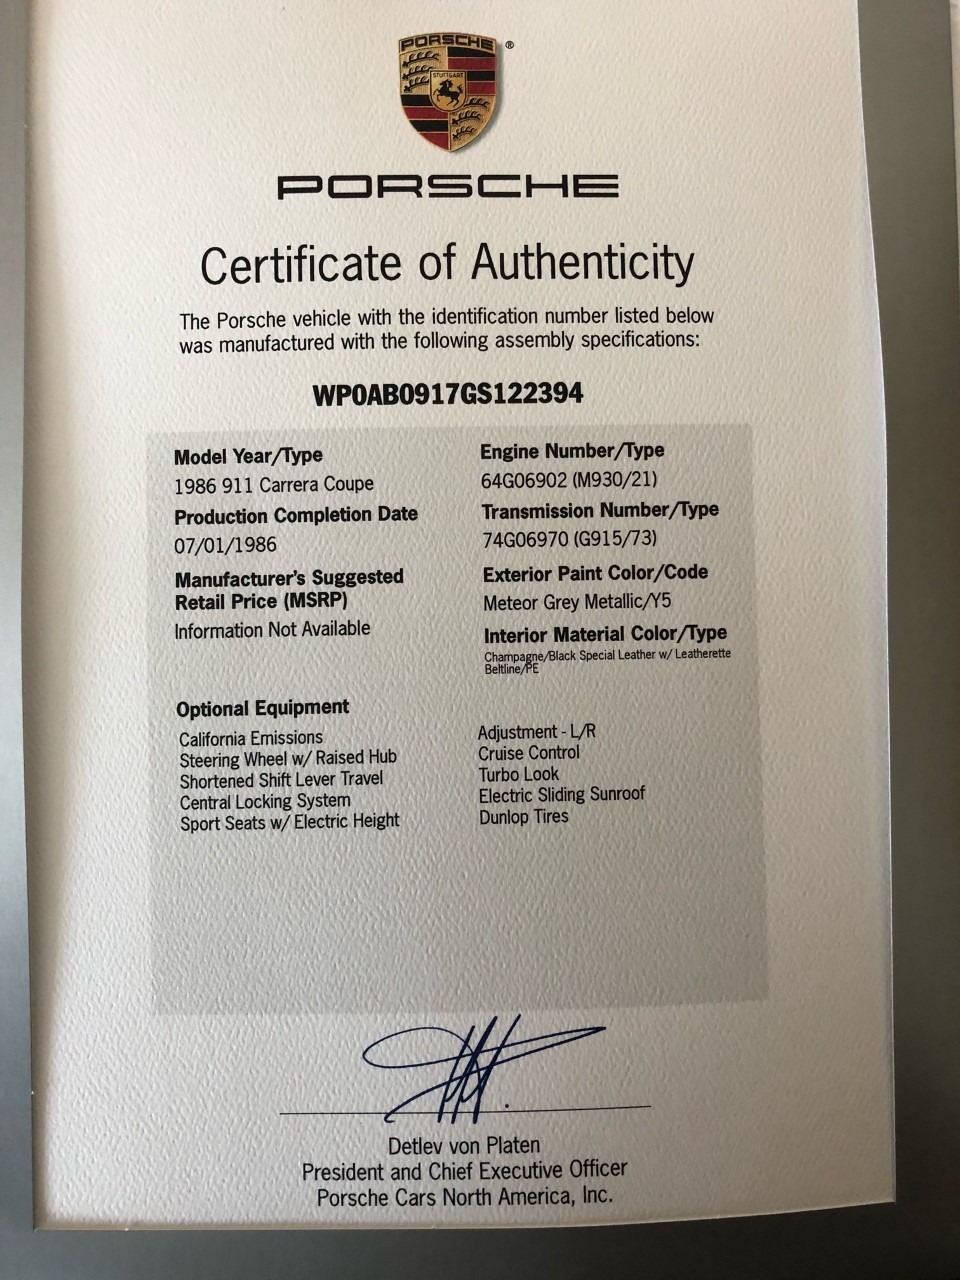 PORSCHE
®
STUTTGART
PORSCHE
Certificate of Authenticity
The Porsche vehicle with the identification number listed below
was manufactured with the following assembly specifications:
WP0AB0917GS122394
Model Year/Type
1986 911 Carrera Coupe
Production Completion Date
07/01/1986
Manufacturer's Suggested
Retail Price (MSRP)
Information Not Available
Engine Number/Type
64G06902 (M930/21)
Transmission Number/Type
74G06970 (G915/73)
Exterior Paint Color/Code
Meteor Grey Metallic/Y5
Interior Material Color/Type
Champagne/Black Special Leather w/ Leatherette
Beltline/PE
Optional Equipment
California Emissions
Steering Wheel w/ Raised Hub
Shortened Shift Lever Travel
Central Locking System
Sport Seats w/ Electric Height
Adjustment - L/R
Cruise Control
Turbo Look
Electric Sliding Sunroof
Dunlop Tires
Detlev von Platen
President and Chief Executive Officer
Porsche Cars North America, Inc.